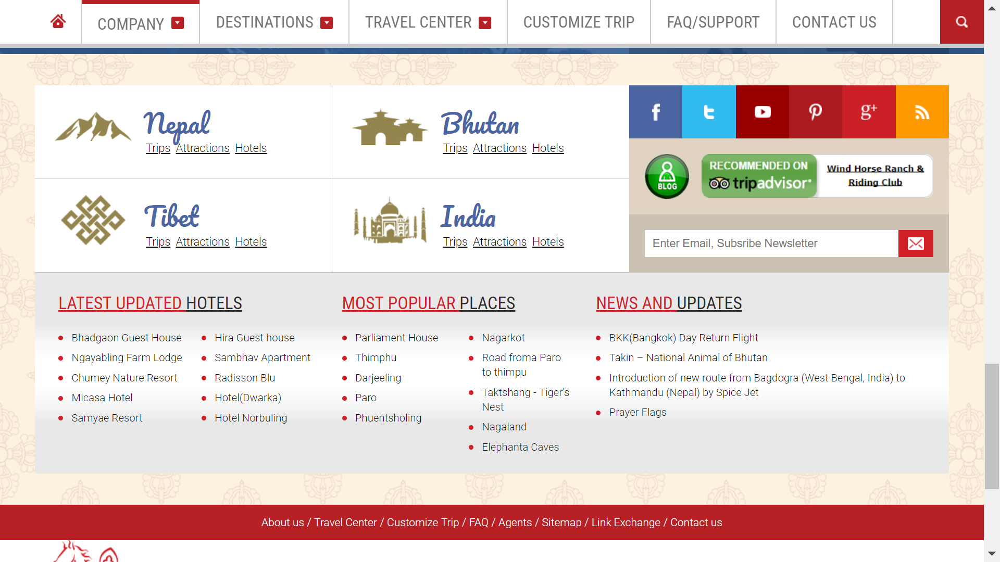 COMPANY
DESTINATIONS
TRAVEL CENTER
CUSTOMIZE TRIP
FAQ/SUPPORT
CONTACT US
Nepal
Trips Attractions Hotels
Bhutan
Trips Attractions Hotels
Tibet
Trips Attractions Hotels
India
Trips Attractions Hotels
f
t
p
g+
BLOG
RECOMMENDED ON
tripadvisor®
Wind Horse Ranch &
Riding Club
Enter Email, Subsribe Newsletter
LATEST UPDATED HOTELS
Bhadgaon Guest House
Ngayabling Farm Lodge
Chumey Nature Resort
Micasa Hotel
Samyae Resort
Hira Guest house
Sambhav Apartment
Radisson Blu
Hotel(Dwarka)
Hotel Norbuling
MOST POPULAR PLACES
Parliament House
Thimphu
Darjeeling
Paro
Phuentsholing
Nagarkot
Road froma Paro
to thimpu
Taktshang - Tiger's
Nest
Nagaland
Elephanta Caves
NEWS AND UPDATES
BKK(Bangkok) Day Return Flight
Takin – National Animal of Bhutan
Introduction of new route from Bagdogra (West Bengal, India) to
Kathmandu (Nepal) by Spice Jet
Prayer Flags
About us / Travel Center / Customize Trip / FAQ / Agents / Sitemap / Link Exchange / Contact us